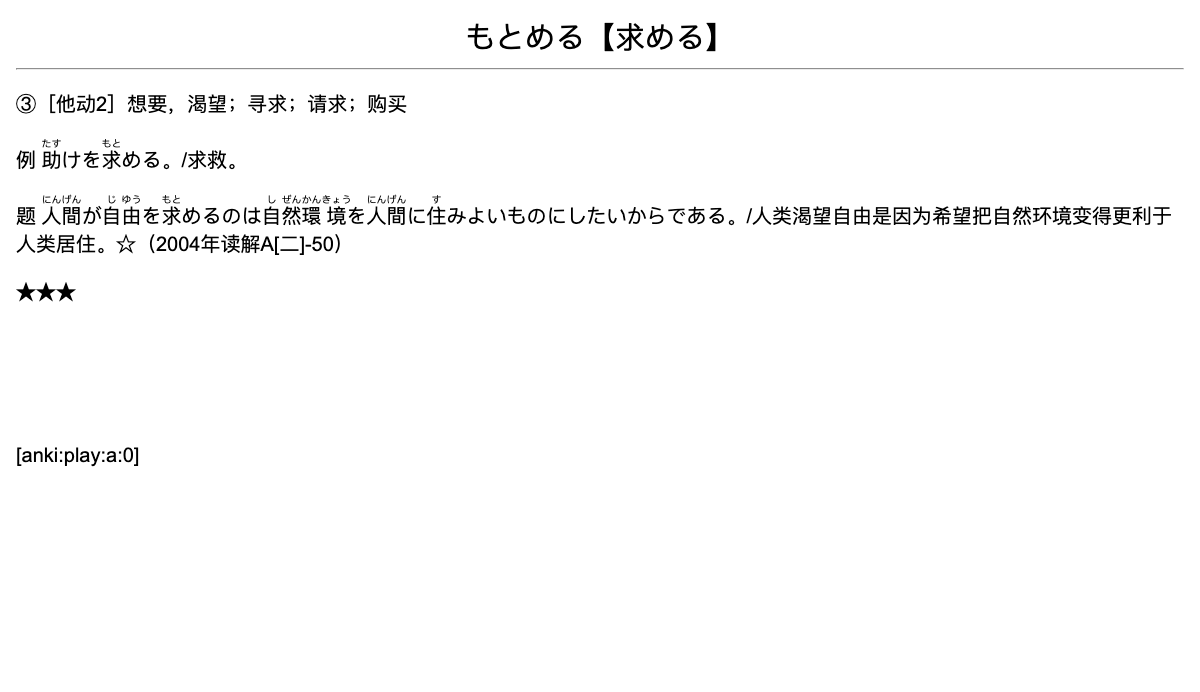 もとめる【求める】
③［他动2］想要，渴望；寻求；请求；购买
たす もと
例 助けを求める。/求救。
にんげん じ ゆう もと し ぜんかんきょう にんげん す
题 人間が自由を求めるのは自然環境を人間に住みよいものにしたいからである。/人类渴望自由是因为希望把自然环境变得更利于
人类居住。☆（2004年读解A[二]-50）
★★★
[anki:play:a:0]